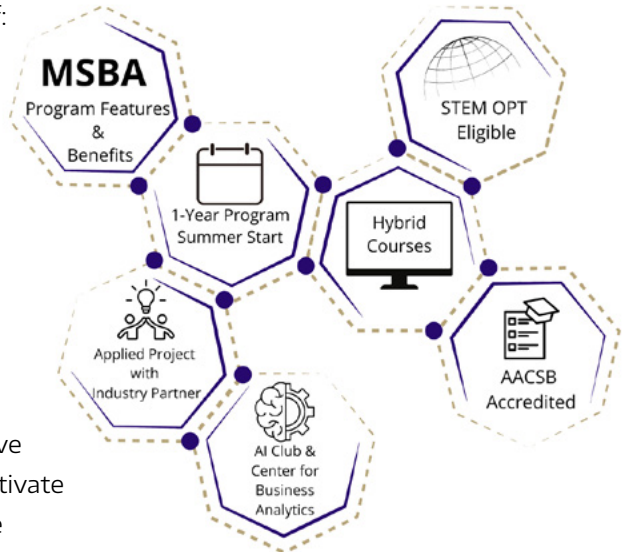 MSBA
Program Features
&
Benefits
STEM OPT
Eligible
1-Year Program
Summer Start
Hybrid
Courses
Applied Project
with
Industry Partner
AACSB
Accredited
AI Club &
Center for
Business
Analytics